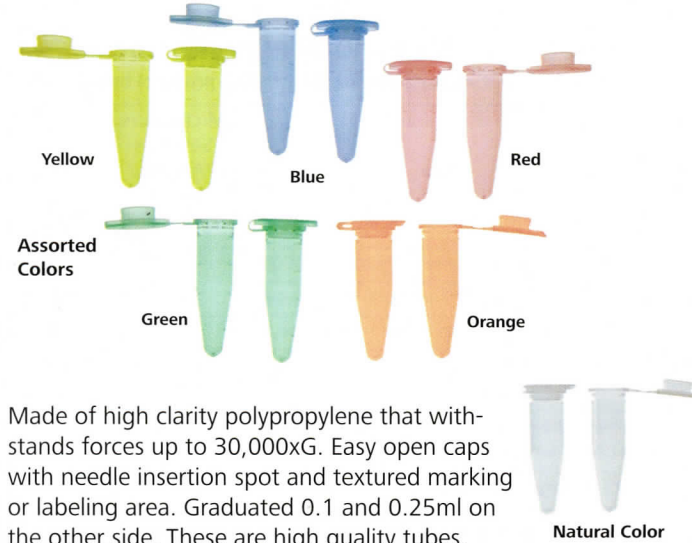 Yellow
Blue
Red
Assorted
Colors
Green
Orange
Made of high clarity polypropylene that with-
stands forces up to 30,000xG. Easy open caps
with needle insertion spot and textured marking
or labeling area. Graduated 0.1 and 0.25ml on
the other side. These are high quality tubes
Natural Color